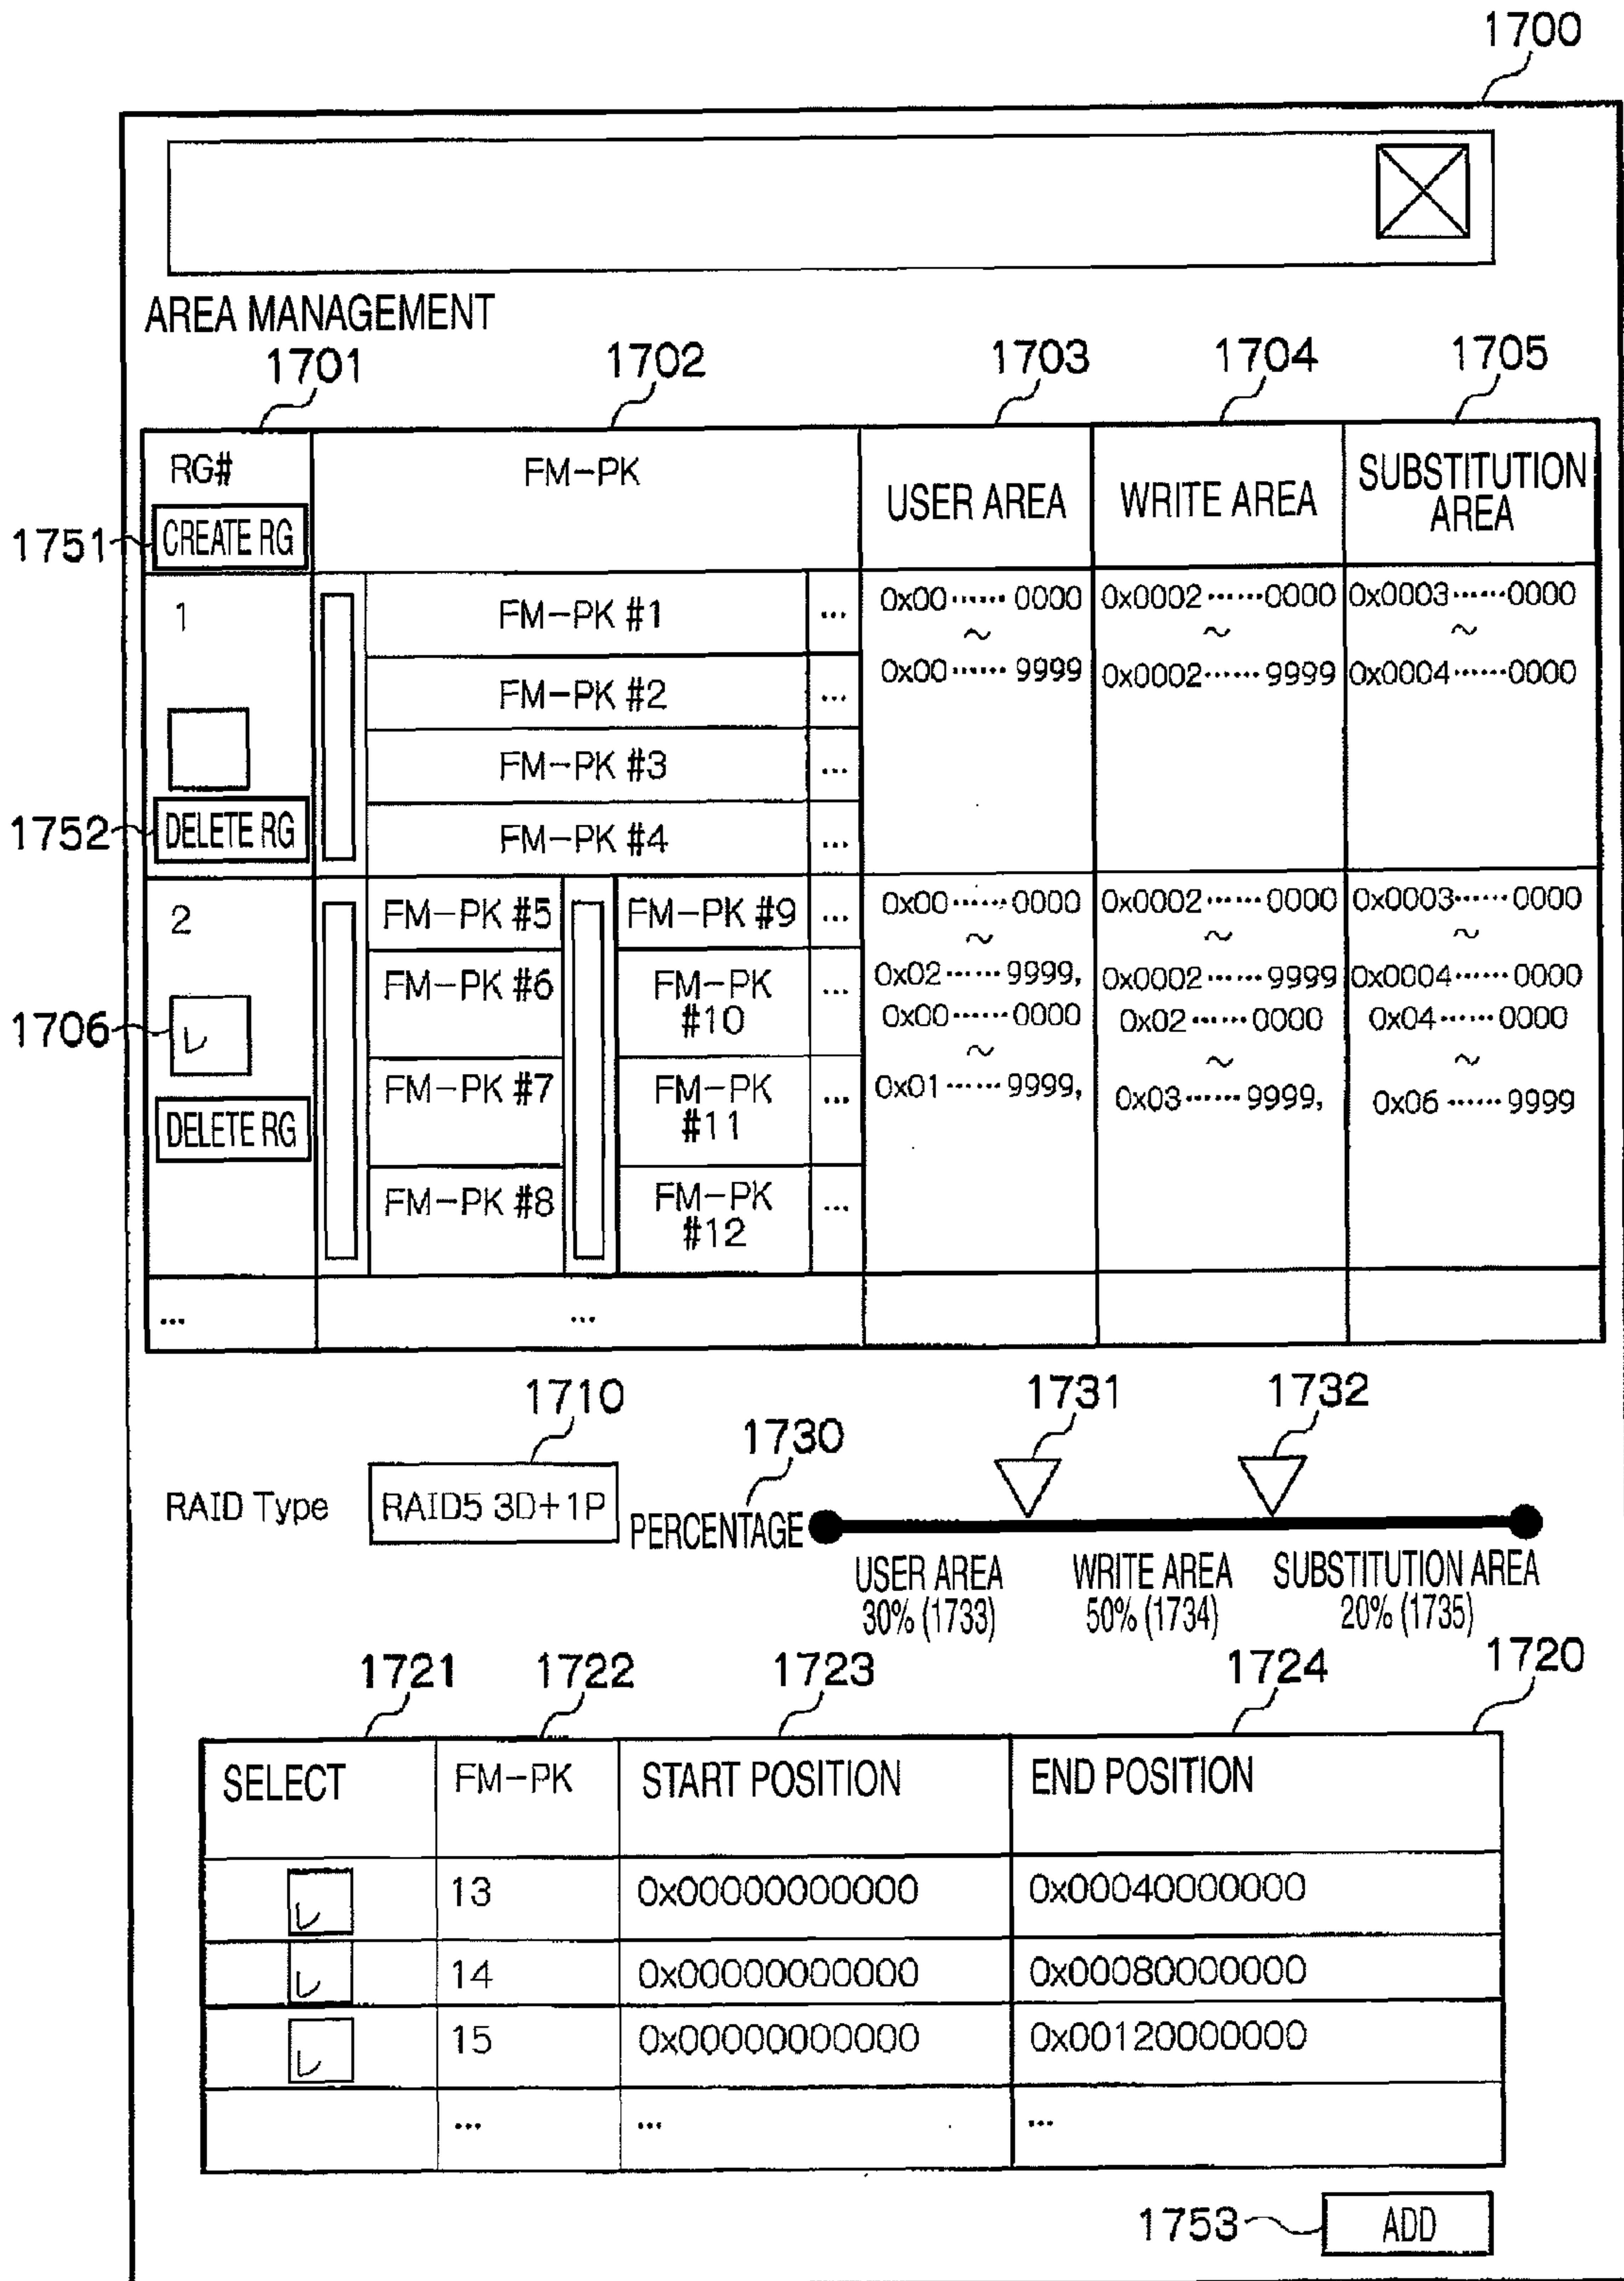 1700
AREA MANAGEMENT
1701 1702 1703 1704 1705
RG# FM-PK USER AREA WRITE AREA SUBSTITUTION AREA
1751 CREATE RG
1 FM-PK #1 ... 0x00······0000 0x0002······0000 0x0003······0000
~ ~ ~
FM-PK #2 ... 0x00······9999 0x0002······9999 0x0004······0000
FM-PK #3 ...
1752 DELETE RG FM-PK #4 ...
2 FM-PK #5 FM-PK #9 ... 0x00······0000 0x0002······0000 0x0003······0000
~ ~ ~
FM-PK #6 FM-PK #10 ... 0x02······9999, 0x0002······9999 0x0004······0000
1706 0x00······0000 0x02······0000 0x04······0000
~ ~ ~
FM-PK #7 FM-PK #11 ... 0x01······9999, 0x03······9999, 0x06······9999
DELETE RG
FM-PK #8 FM-PK #12 ...
... ...
1710 1730 1731 1732
RAID Type RAID5 3D+1P PERCENTAGE
USER AREA WRITE AREA SUBSTITUTION AREA
30% (1733) 50% (1734) 20% (1735)
1721 1722 1723 1724 1720
SELECT FM-PK START POSITION END POSITION
13 0x00000000000 0x00040000000
14 0x00000000000 0x00080000000
15 0x00000000000 0x00120000000
... ... ...
1753 ADD